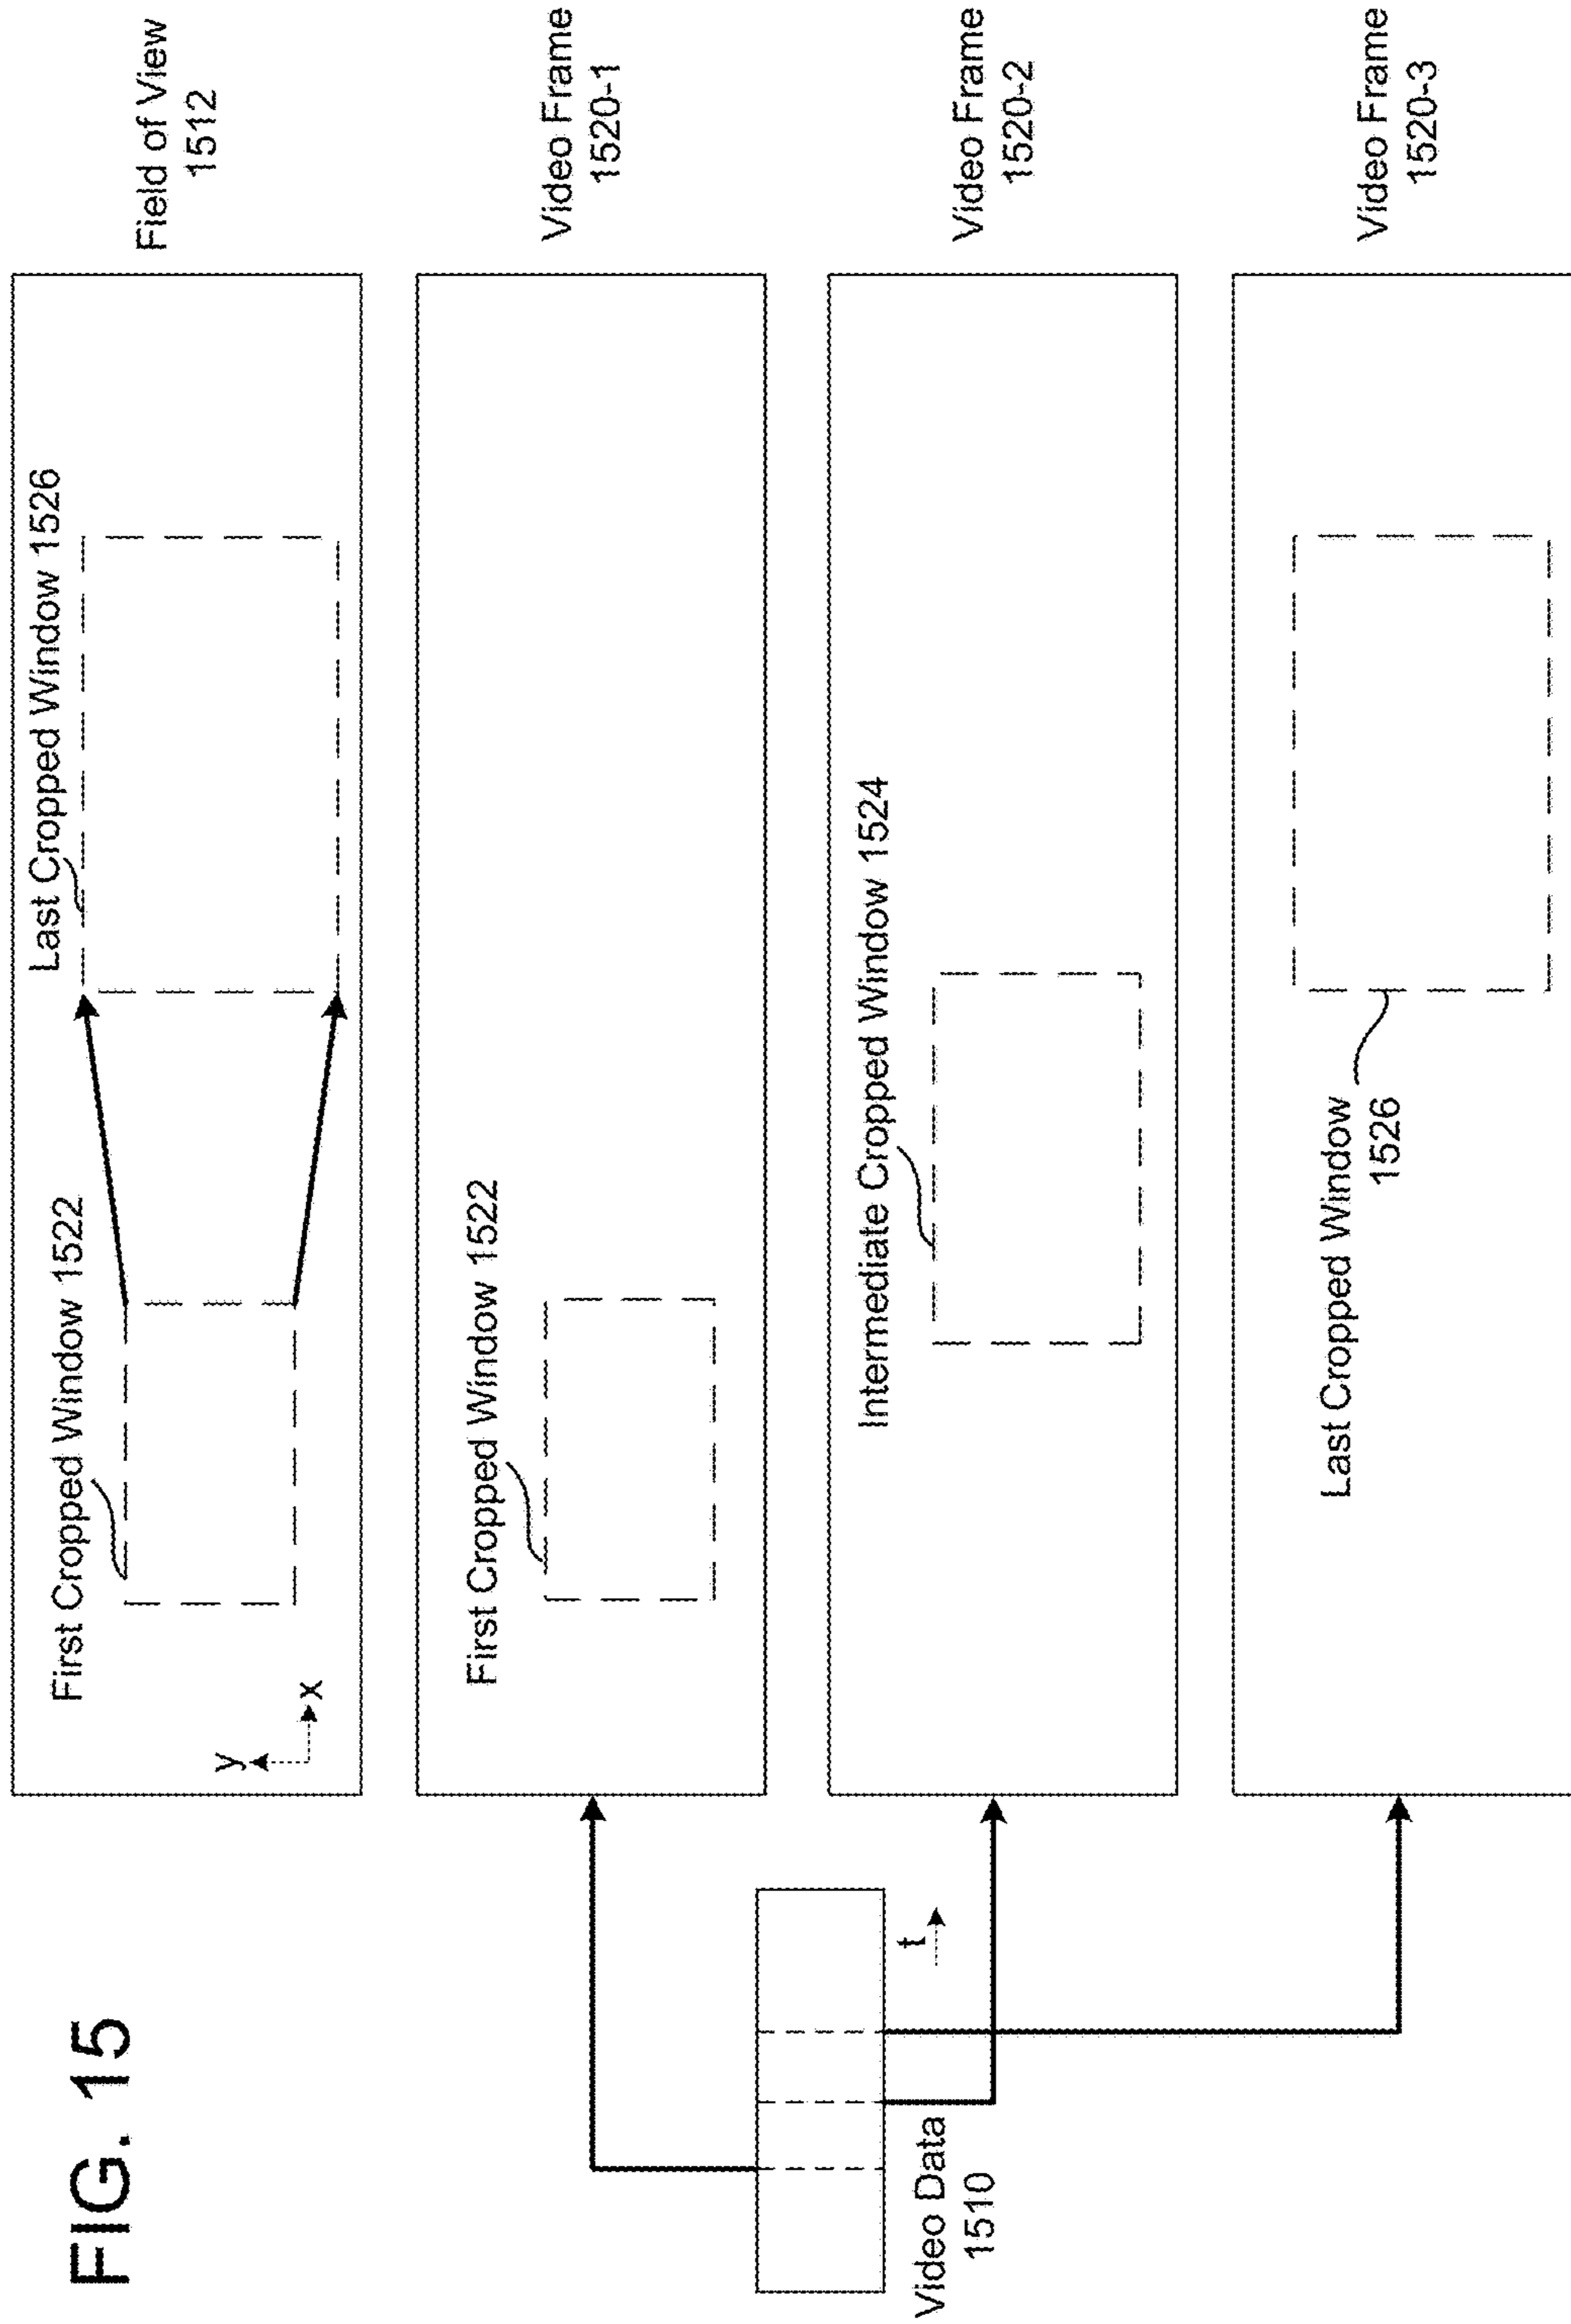 FIG. 15
First Cropped Window 1522
Last Cropped Window 1526
y
x
Field of View
1512
First Cropped Window 1522
Video Frame
1520-1
Video Data
1510
t
Intermediate Cropped Window 1524
Video Frame
1520-2
Last Cropped Window
1526
Video Frame
1520-3